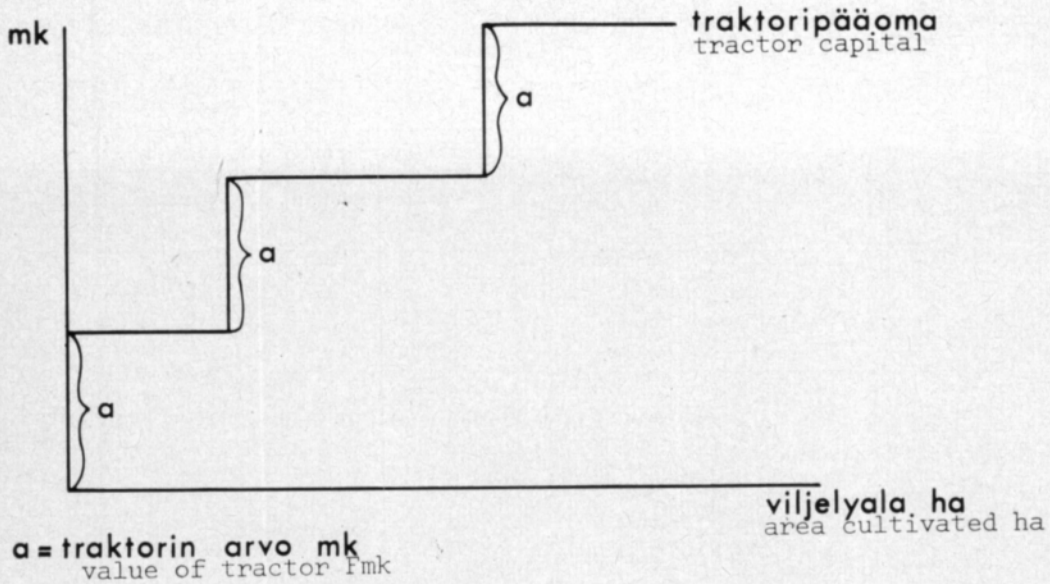 mk
traktoripääoma
tractor capital
a
a
a
viljelyala ha
area cultivated ha
a = traktorin arvo mk
value of tractor Fmk